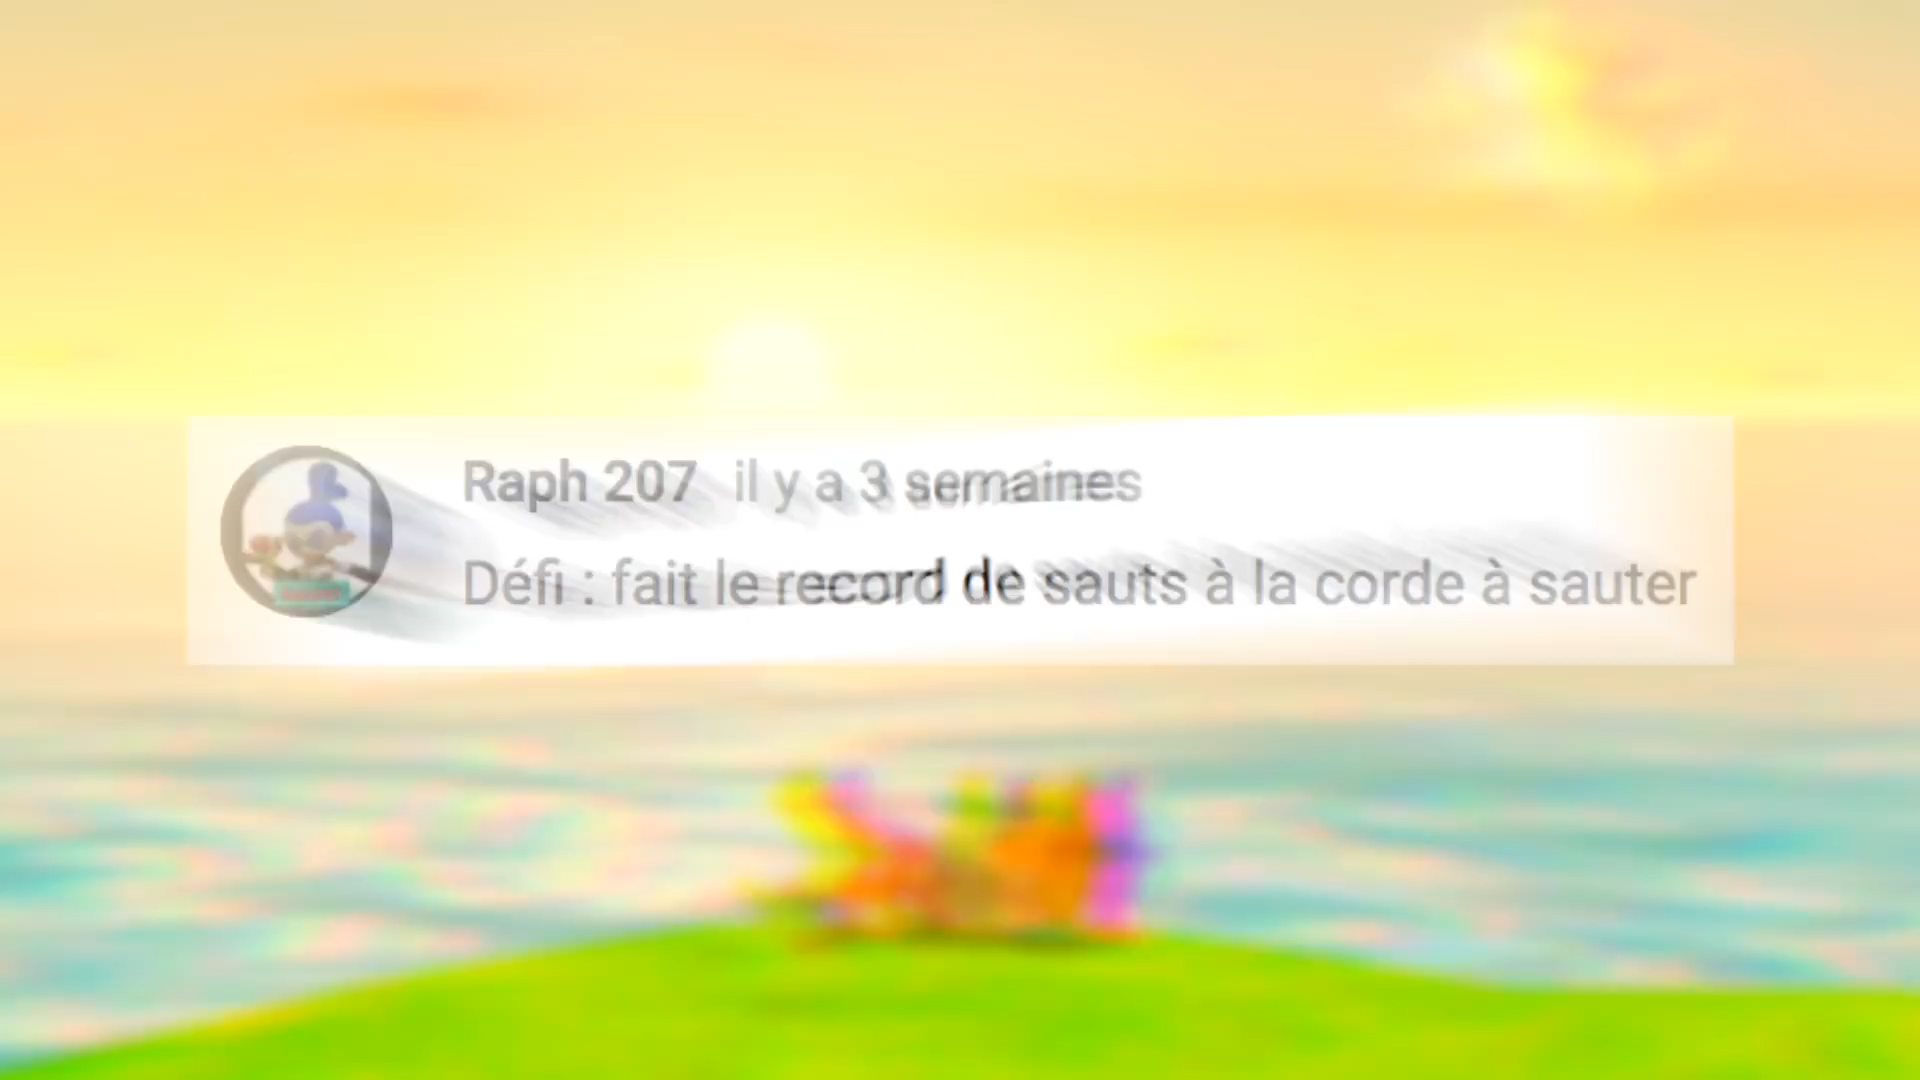 Raph 207 il y a 3 semaines
Défi : fait le record de sauts à la corde à sauter